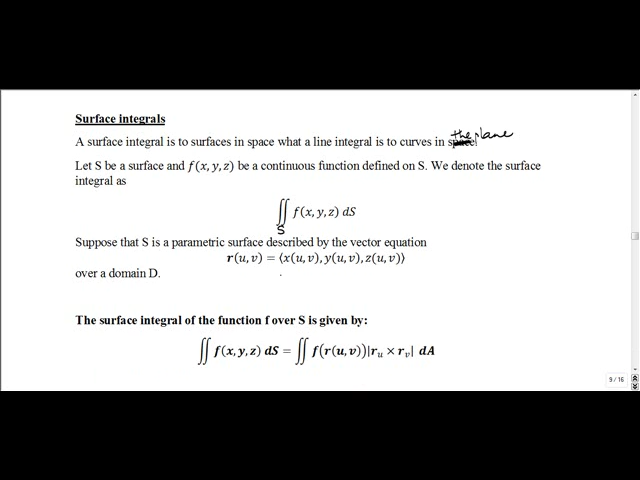 Surface integrals
the plane
A surface integral is to surfaces in space what a line integral is to curves in space
Let S be a surface and f(x, y, z) be a continuous function defined on S. We denote the surface
integral as
∬ f(x, y, z) dS
S
Suppose that S is a parametric surface described by the vector equation
r(u, v) = ⟨x(u, v), y(u, v), z(u, v)⟩
over a domain D.
The surface integral of the function f over S is given by:
∬ f(x, y, z) dS = ∬ f(r(u, v))|r_u × r_v| dA
9 / 16